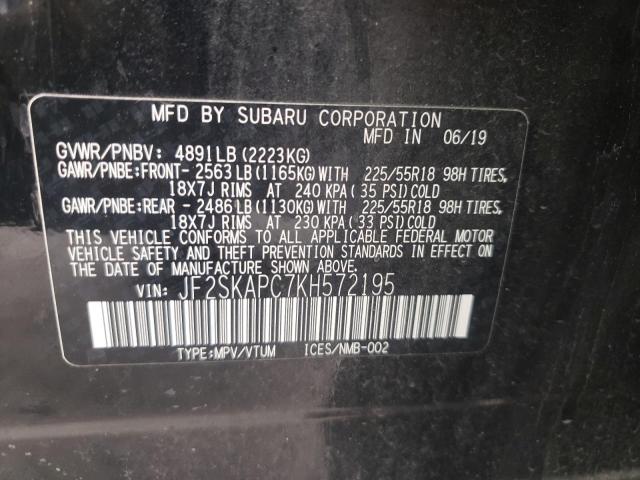 MFD BY SUBARU CORPORATION
MFD IN 06/19
GVWR/PNBV: 4891LB (2223KG)
GAWR/PNBE:FRONT- 2563 LB (1165KG) WITH 225/55R18 98H TIRES,
18X7J RIMS AT 240 KPA ( 35 PSI) COLD
GAWR/PNBE:REAR - 2486 LB (1130KG) WITH 225/55R18 98H TIRES,
18X7J RIMS AT 230 KPA ( 33 PSI) COLD
THIS VEHICLE CONFORMS TO ALL APPLICABLE FEDERAL MOTOR
VEHICLE SAFETY AND THEFT PREVENTION STANDARDS IN EFFECT
ON THE DATE OF MANUFACTURE SHOWN ABOVE.
VIN: JF2SKAPC7KH572195
TYPE:MPV/VTUM ICES/NMB-002